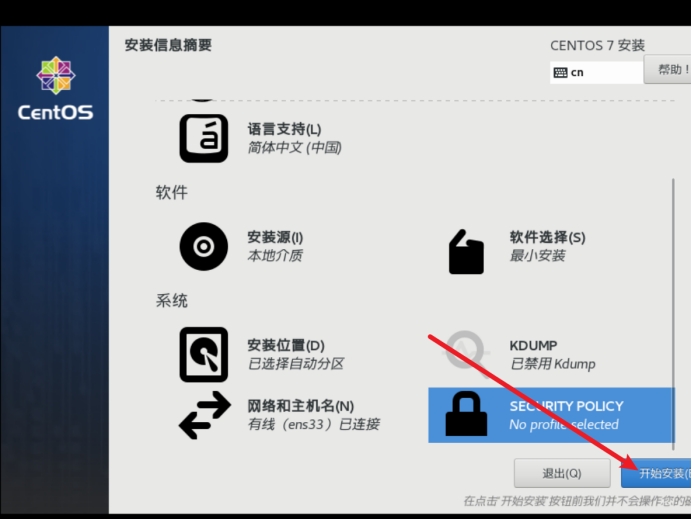 安装信息摘要
CENTOS 7 安装
cn
帮助！
CentOS
语言支持(L)
简体中文 (中国)
软件
安装源(I)
本地介质
软件选择(S)
最小安装
系统
安装位置(D)
已选择自动分区
KDUMP
已禁用 Kdump
网络和主机名(N)
有线（ens33）已连接
SECURITY POLICY
No profile selected
退出(Q)
开始安装(
在点击'开始安装'按钮前我们并不会操作您的